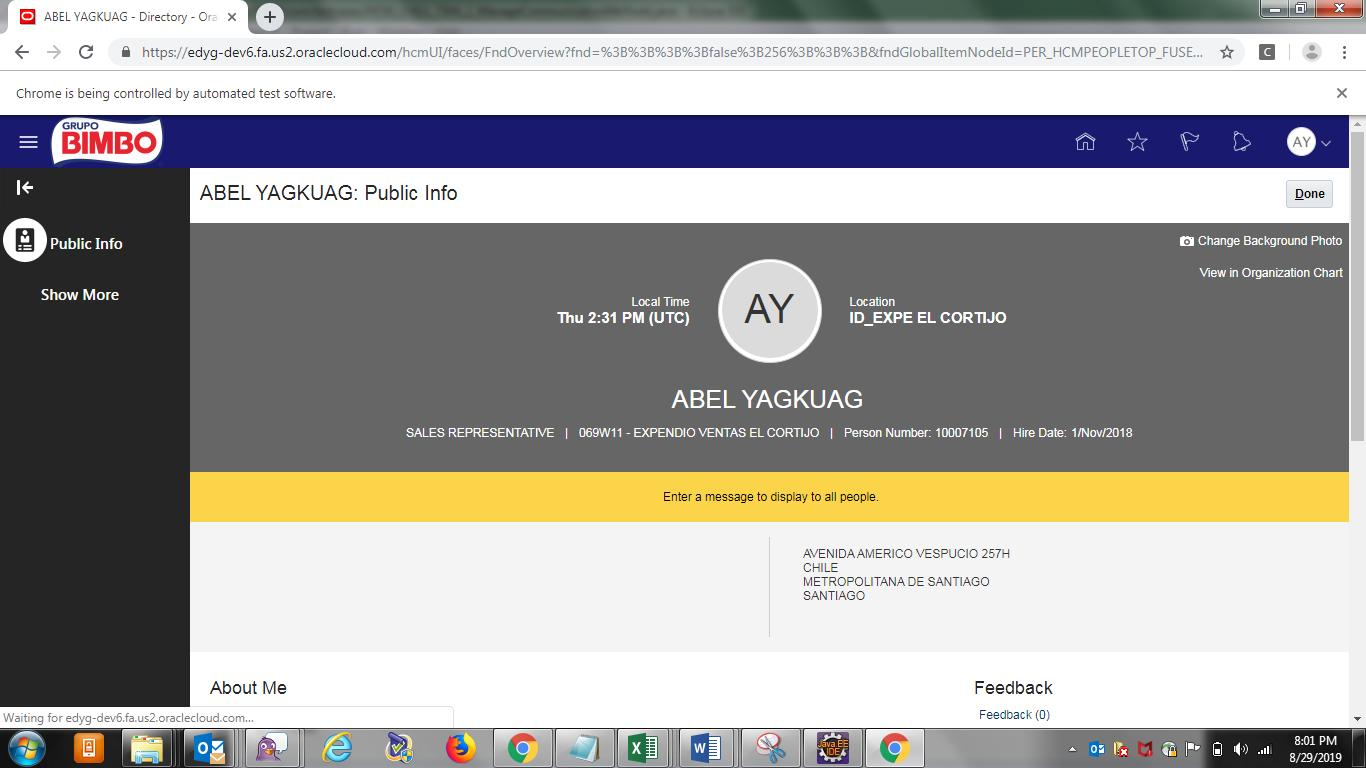 ABEL YAGKUAG - Directory - Ora
https://edyg-dev6.fa.us2.oraclecloud.com/hcmUI/faces/FndOverview?fnd=%3B%3B%3B%3Bfalse%3B256%3B%3B%3B&fndGlobalItemNodeId=PER_HCMPEOPLETOP_FUSE...
C
Chrome is being controlled by automated test software.
GRUPO
BIMBO
AY
ABEL YAGKUAG: Public Info
Done
Public Info
Show More
Change Background Photo
View in Organization Chart
Local Time
Thu 2:31 PM (UTC)
AY
Location
ID_EXPE EL CORTIJO
ABEL YAGKUAG
SALES REPRESENTATIVE | 069W11 - EXPENDIO VENTAS EL CORTIJO | Person Number: 10007105 | Hire Date: 1/Nov/2018
Enter a message to display to all people.
AVENIDA AMERICO VESPUCIO 257H
CHILE
METROPOLITANA DE SANTIAGO
SANTIAGO
About Me
Feedback
Feedback (0)
Waiting for edyg-dev6.fa.us2.oraclecloud.com...
Java EE
IDE
8:01 PM
8/29/2019